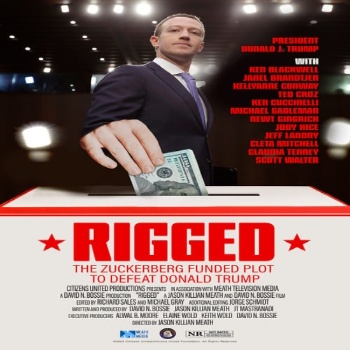 PRESIDENT
DONALD J. TRUMP
WITH
KEN BLACKWELL
JANEL BRANDTJEN
KELLYANNE CONWAY
TED CRUZ
KEN CUCCINELLI
MICHAEL GABLEMAN
NEWT GINGRICH
JODY HICE
JEFF LANDRY
CLETA MITCHELL
CLAUDIA TENNEY
SCOTT WALTER
RIGGED
THE ZUCKERBERG FUNDED PLOT
TO DEFEAT DONALD TRUMP
CITIZENS UNITED PRODUCTIONS PRESENTS IN ASSOCIATION WITH MEATH TELEVISION MEDIA
A DAVID N. BOSSIE PRODUCTION "RIGGED" A JASON KILLIAN MEATH AND DAVID N. BOSSIE FILM
EDITED BY RICHARD SALES AND MICHAEL GRAY ADDITIONAL EDITING JORGE SCHMIDT
WRITTEN AND PRODUCED BY DAVID N. BOSSIE JASON KILLIAN MEATH JT MASTRANADI
EXECUTIVE PRODUCERS ALWAL B. MOORE ELAINE WOLD KEITH WOLD DAVID N. BOSSIE
DIRECTED BY JASON KILLIAN MEATH
NR